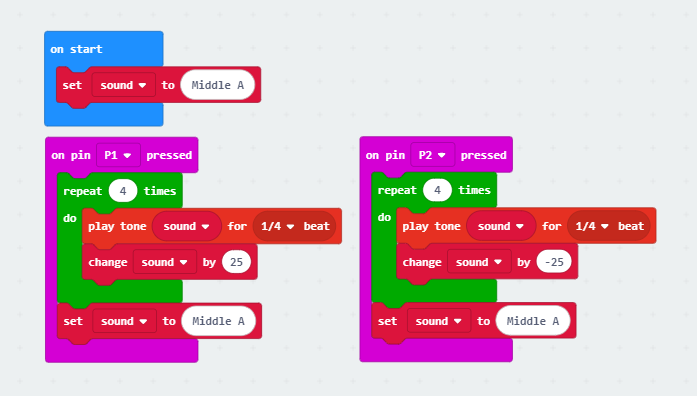 on start
set sound to Middle A
on pin P1 pressed
repeat 4 times
do play tone sound for 1/4 beat
change sound by 25
set sound to Middle A
on pin P2 pressed
repeat 4 times
do play tone sound for 1/4 beat
change sound by -25
set sound to Middle A